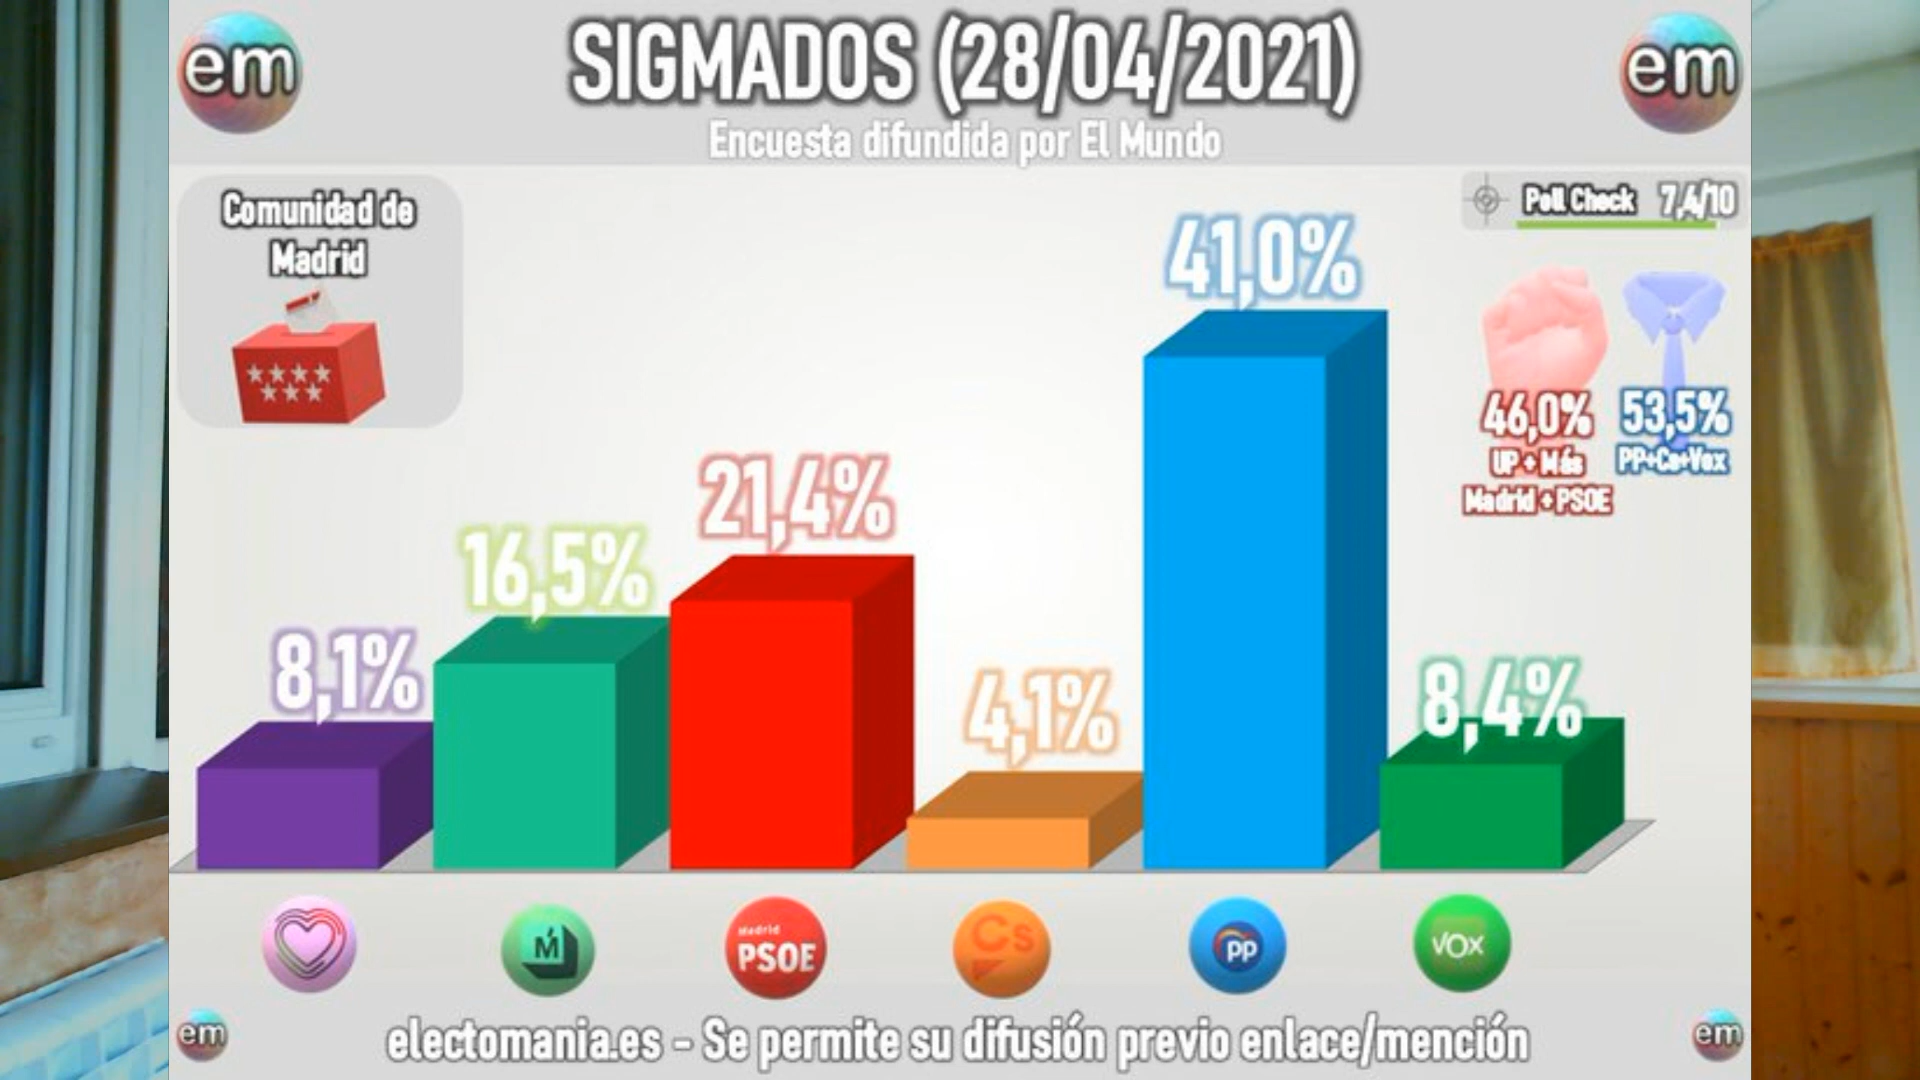 em
SIGMADOS (28/04/2021)
em
Encuesta difundida por El Mundo
Comunidad de
Madrid
Poll Check 7,4/10
41,0%
46,0%
UP + Más
Madrid + PSOE
53,5%
PP+Cs+Vox
21,4%
16,5%
8,1%
4,1%
8,4%
Ḿ
Madrid
PSOE
Cs
PP
VOX
em
electomania.es - Se permite su difusión previo enlace/mención
em